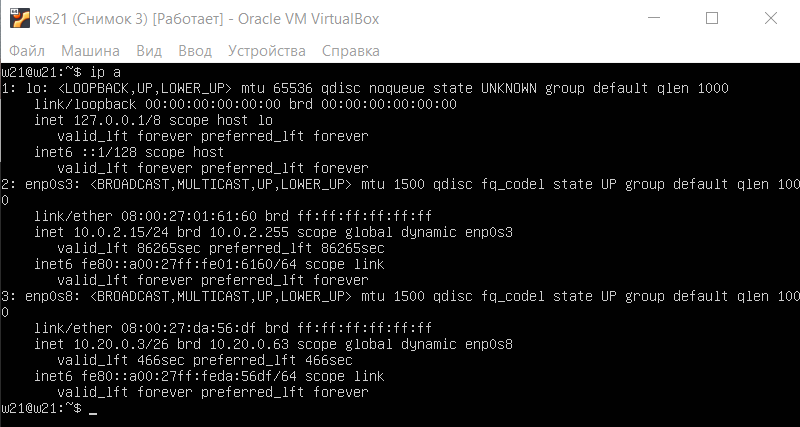 ws21 (Снимок 3) [Работает] - Oracle VM VirtualBox
Файл Машина Вид Ввод Устройства Справка
w21@w21:~$ ip a
1: lo: <LOOPBACK,UP,LOWER_UP> mtu 65536 qdisc noqueue state UNKNOWN group default qlen 1000
    link/loopback 00:00:00:00:00:00 brd 00:00:00:00:00:00
    inet 127.0.0.1/8 scope host lo
       valid_lft forever preferred_lft forever
    inet6 ::1/128 scope host
       valid_lft forever preferred_lft forever
2: enp0s3: <BROADCAST,MULTICAST,UP,LOWER_UP> mtu 1500 qdisc fq_codel state UP group default qlen 100
0
    link/ether 08:00:27:01:61:60 brd ff:ff:ff:ff:ff:ff
    inet 10.0.2.15/24 brd 10.0.2.255 scope global dynamic enp0s3
       valid_lft 86265sec preferred_lft 86265sec
    inet6 fe80::a00:27ff:fe01:6160/64 scope link
       valid_lft forever preferred_lft forever
3: enp0s8: <BROADCAST,MULTICAST,UP,LOWER_UP> mtu 1500 qdisc fq_codel state UP group default qlen 100
0
    link/ether 08:00:27:da:56:df brd ff:ff:ff:ff:ff:ff
    inet 10.20.0.3/26 brd 10.20.0.63 scope global dynamic enp0s8
       valid_lft 466sec preferred_lft 466sec
    inet6 fe80::a00:27ff:feda:56df/64 scope link
       valid_lft forever preferred_lft forever
w21@w21:~$ _